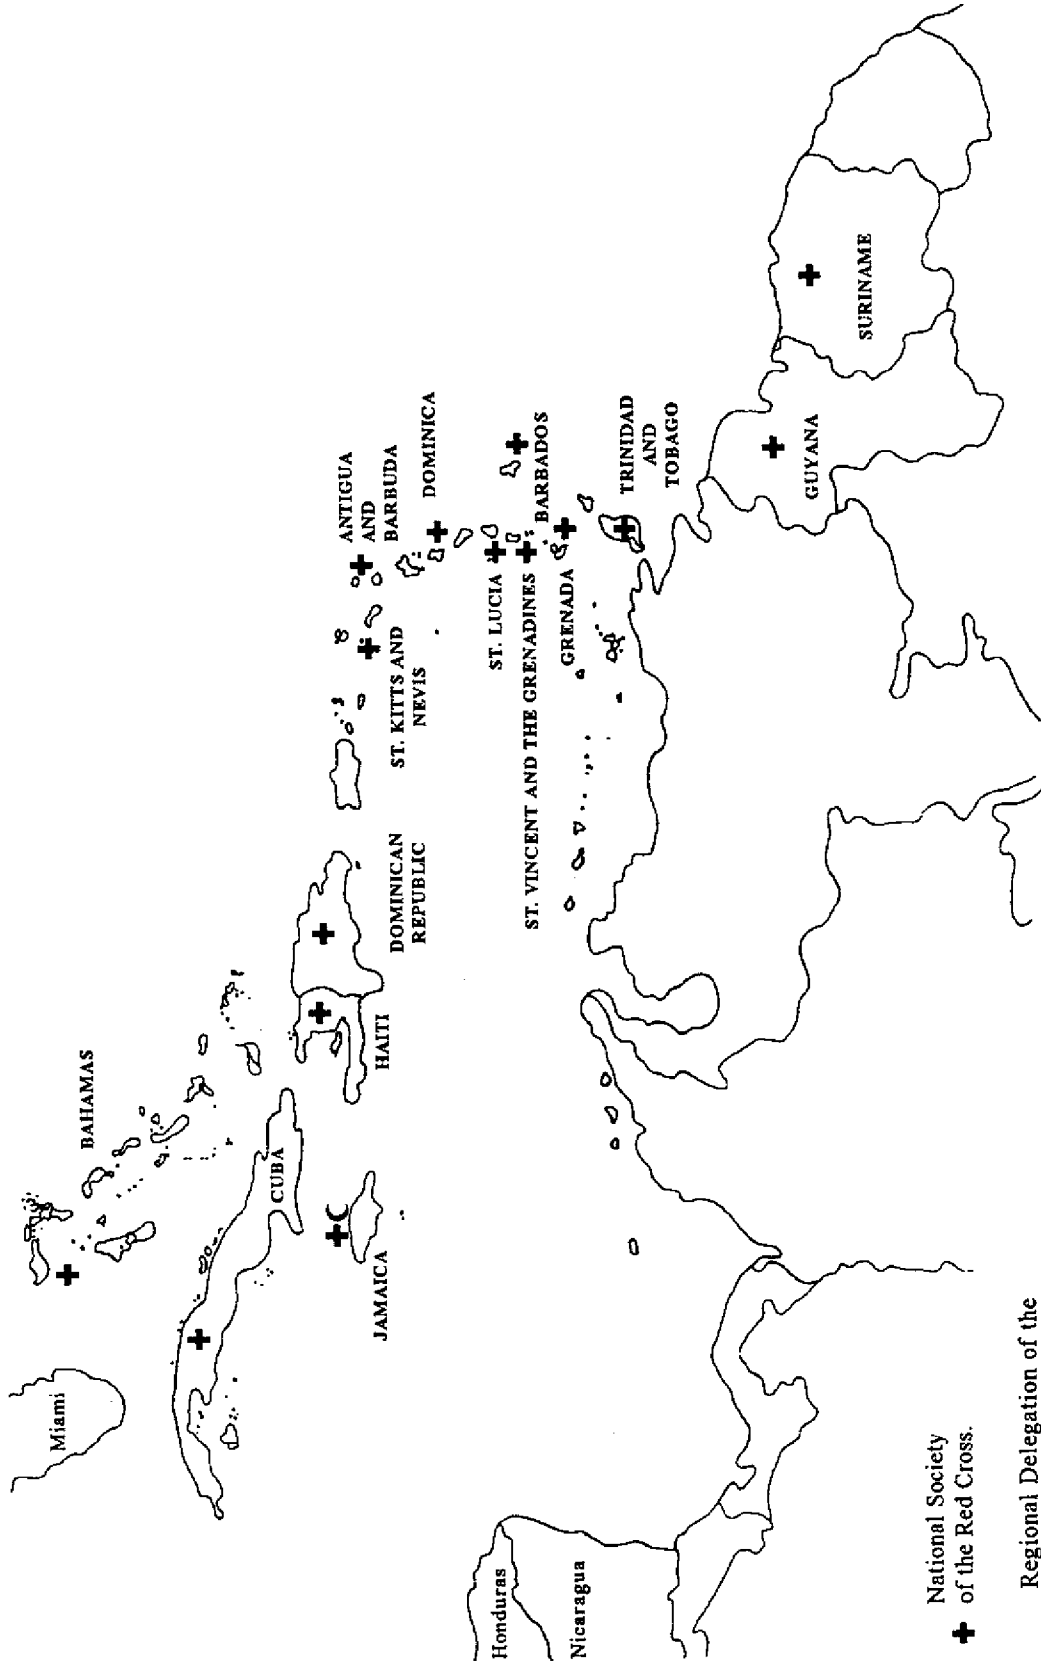 Miami
BAHAMAS
CUBA
JAMAICA
HAITI
DOMINICAN
REPUBLIC
ST. KITTS AND
NEVIS
ANTIGUA
AND
BARBUDA
DOMINICA
ST. LUCIA
ST. VINCENT AND THE GRENADINES
BARBADOS
GRENADA
TRINIDAD
AND
TOBAGO
Honduras
Nicaragua
GUYANA
SURINAME
National Society
of the Red Cross.
Regional Delegation of the